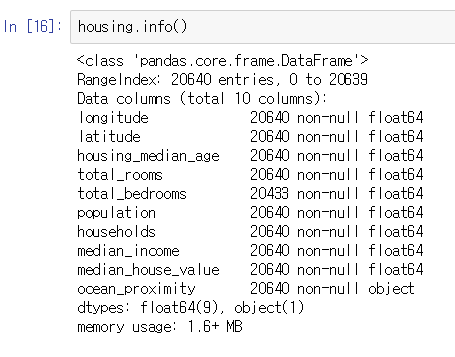 In [16]: housing.info()
<class 'pandas.core.frame.DataFrame'>
RangeIndex: 20640 entries, 0 to 20639
Data columns (total 10 columns):
longitude 20640 non-null float64
latitude 20640 non-null float64
housing_median_age 20640 non-null float64
total_rooms 20640 non-null float64
total_bedrooms 20433 non-null float64
population 20640 non-null float64
households 20640 non-null float64
median_income 20640 non-null float64
median_house_value 20640 non-null float64
ocean_proximity 20640 non-null object
dtypes: float64(9), object(1)
memory usage: 1.6+ MB